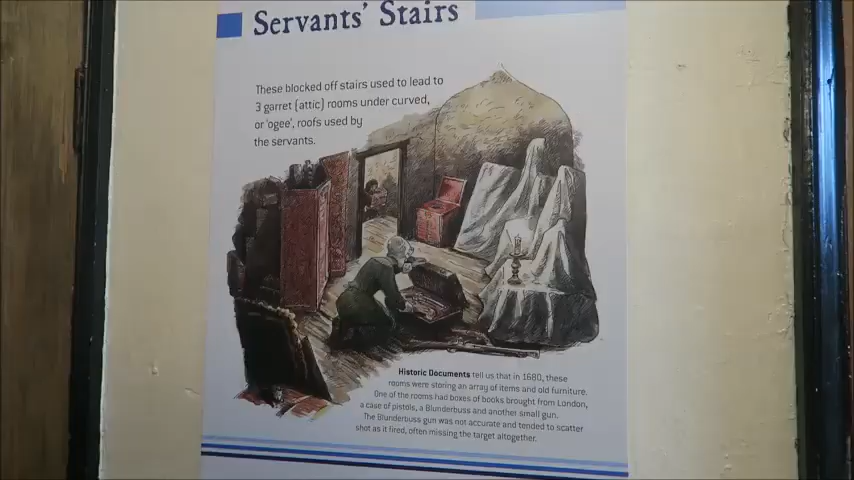 Servants' Stairs
These blocked off stairs used to lead to
3 garret (attic) rooms under curved,
or 'ogee', roofs used by
the servants.
Historic Documents tell us that in 1680, these
rooms were storing an array of items and old furniture.
One of the rooms had boxes of books brought from London,
a case of pistols, a Blunderbuss and another small gun.
The Blunderbuss gun was not accurate and tended to scatter
shot as it fired, often missing the target altogether.